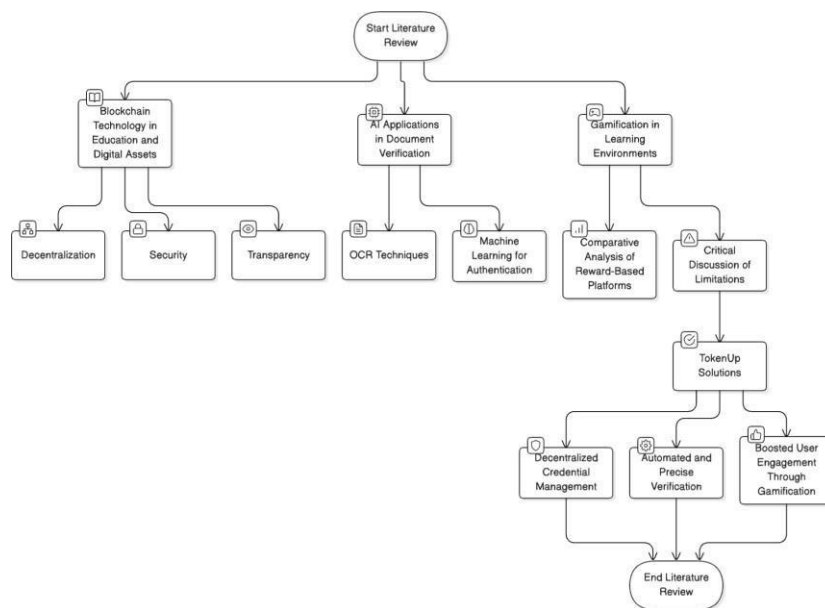 Start Literature
Review
Blockchain
Technology in
Education and
Digital Assets
AI Applications
in Document
Verification
Gamification in
Learning
Environments
Decentralization
Security
Transparency
OCR Techniques
Machine
Learning for
Authentication
Comparative
Analysis of
Reward-Based
Platforms
Critical
Discussion of
Limitations
TokenUp
Solutions
Decentralized
Credential
Management
Automated and
Precise
Verification
Boosted User
Engagement
Through
Gamification
End Literature
Review